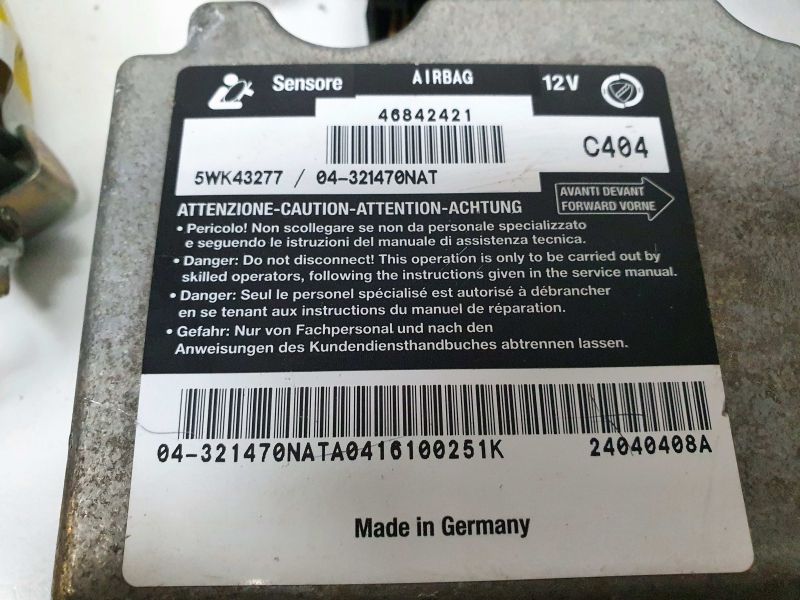 Sensore AIRBAG 12V
46842421
C404
5WK43277 / 04-321470NAT
AVANTI DEVANT
FORWARD VORNE
ATTENZIONE-CAUTION-ATTENTION-ACHTUNG
• Pericolo! Non scollegare se non da personale specializzato
e seguendo le istruzioni del manuale di assistenza tecnica.
• Danger: Do not disconnect! This operation is only to be carried out by
skilled operators, following the instructions given in the service manual.
• Danger: Seul le personel spécialisé est autorisé à débrancher
en se tenant aux instructions du manuel de réparation.
• Gefahr: Nur von Fachpersonal und nach den
Anweisungen des Kundendiensthandbuches abtrennen lassen.
04-321470NATA0416100251K 24040408A
Made in Germany